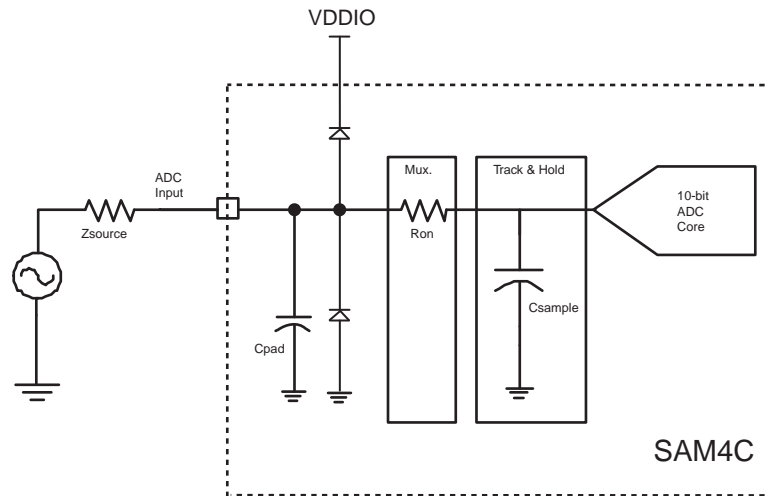 VDDIO
Mux.
Track & Hold
ADC
Input
10-bit
ADC
Core
Zsource
Ron
Csample
Cpad
SAM4C